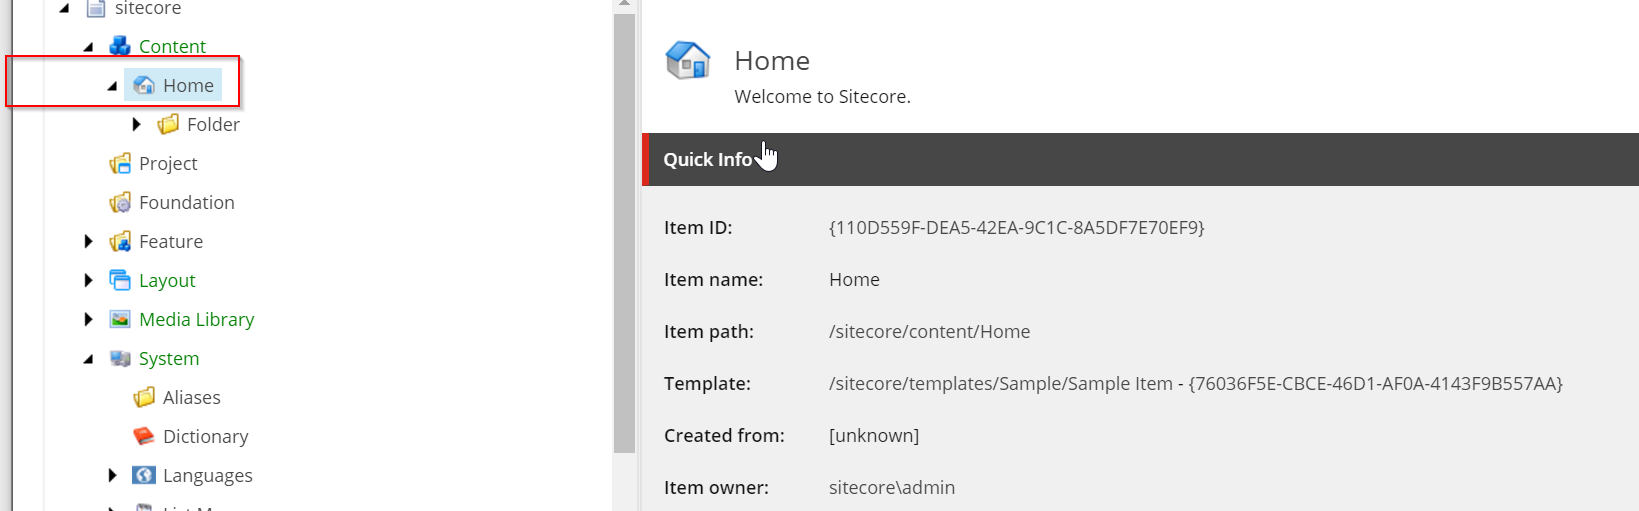 sitecore
Content
Home
Folder
Project
Foundation
Feature
Layout
Media Library
System
Aliases
Dictionary
Languages
Home
Welcome to Sitecore.
Quick Info
Item ID: {110D559F-DEA5-42EA-9C1C-8A5DF7E70EF9}
Item name: Home
Item path: /sitecore/content/Home
Template: /sitecore/templates/Sample/Sample Item - {76036F5E-CBCE-46D1-AF0A-4143F9B557AA}
Created from: [unknown]
Item owner: sitecore\admin